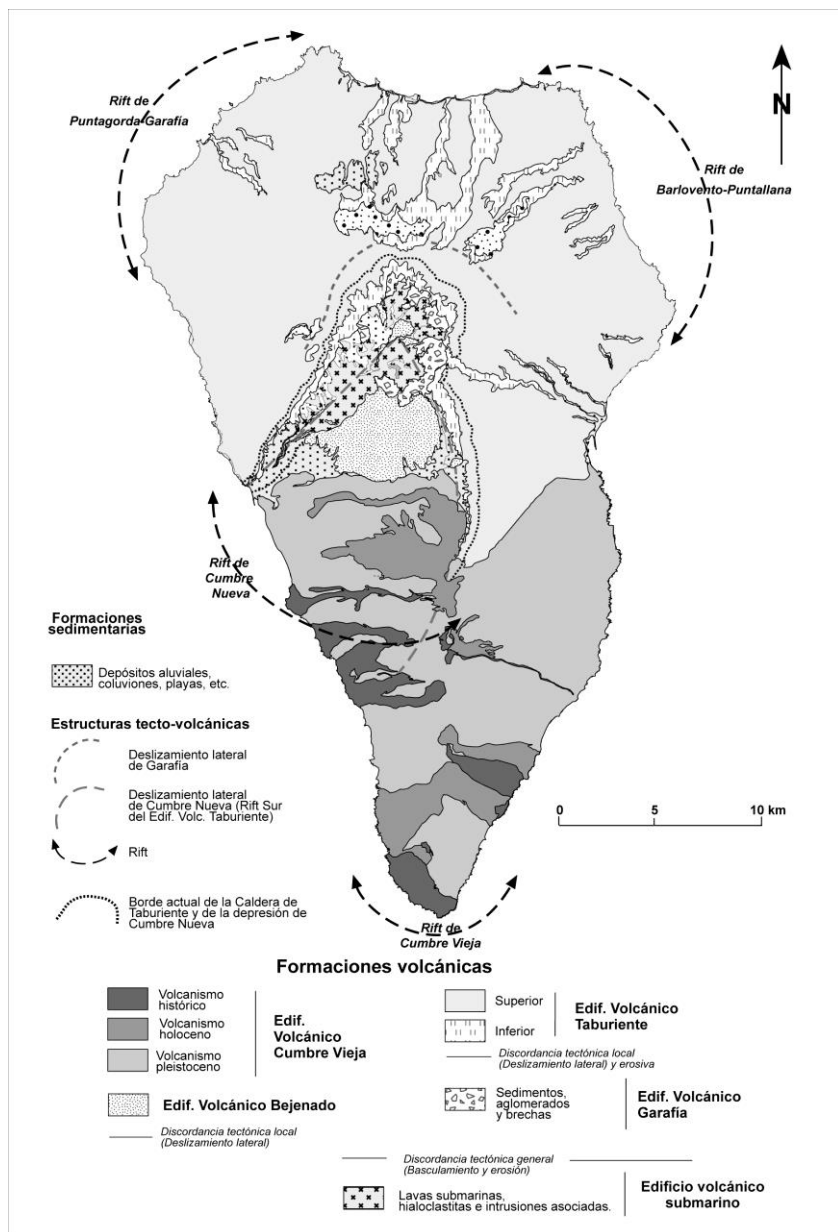 Rift de
Puntagorda-Garafía
N
Rift de
Barlovento-Puntallana
Rift de
Cumbre
Nueva
Formaciones
sedimentarias
Depósitos aluviales,
coluviones, playas, etc.
Estructuras tecto-volcánicas
Deslizamiento lateral
de Garafía
Deslizamiento lateral
de Cumbre Nueva (Rift Sur
del Edif. Volc. Taburiente)
Rift
Borde actual de la Caldera de
Taburiente y de la depresión de
Cumbre Nueva
0 5 10 km
Rift de
Cumbre Vieja
Formaciones volcánicas
Volcanismo
histórico
Volcanismo
holoceno
Volcanismo
pleistoceno
Edif.
Volcánico
Cumbre Vieja
Edif. Volcánico Bejenado
Discordancia tectónica local
(Deslizamiento lateral)
Superior
Inferior
Edif. Volcánico
Taburiente
Discordancia tectónica local
(Deslizamiento lateral) y erosiva
Sedimentos,
aglomerados
y brechas
Edif. Volcánico
Garafía
Discordancia tectónica general
(Basculamiento y erosión)
Lavas submarinas,
hialoclastitas e intrusiones asociadas.
Edificio volcánico
submarino